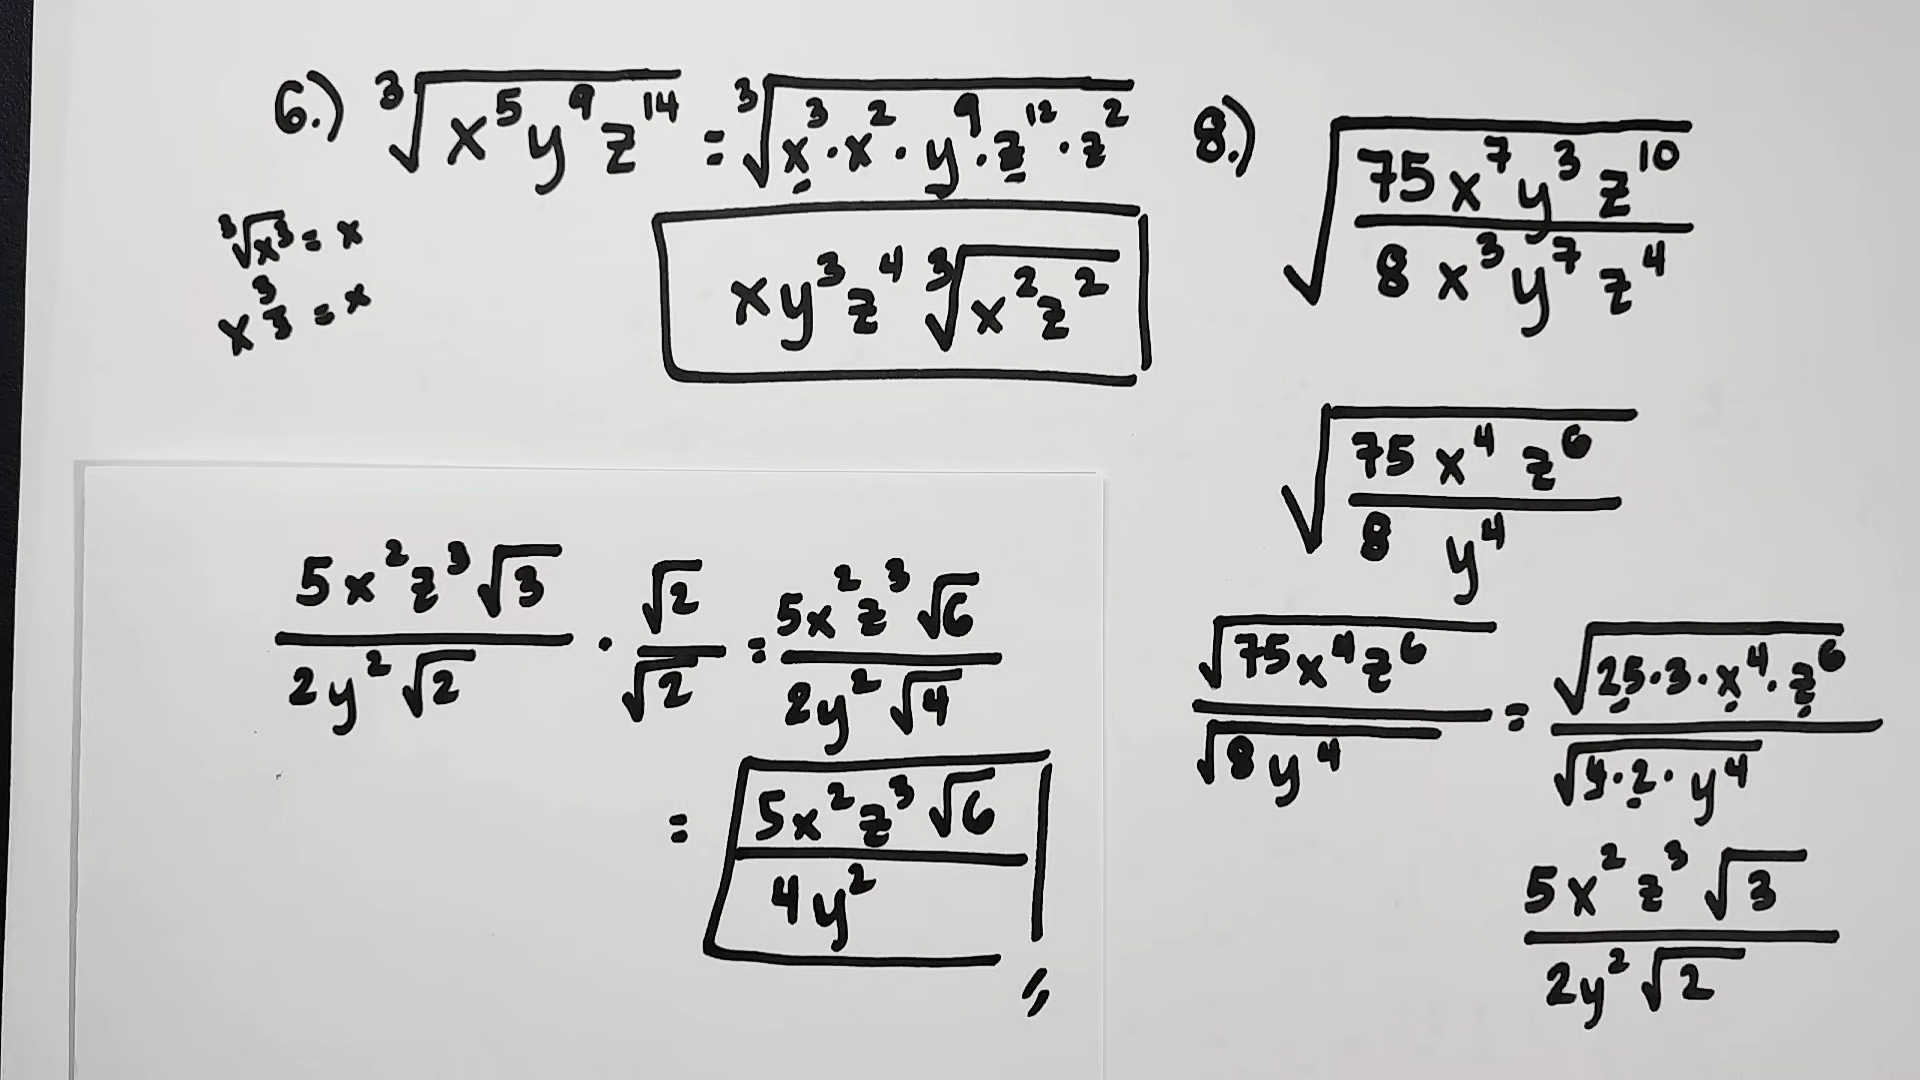 6.) ∛(x⁵y⁹z¹⁴) = ∛(x³·x²·y⁹·z¹²·z²)
∛x³ = x
x^(3/3) = x
xy³z⁴ ∛(x²z²)
8.) √(75x⁷y³z¹⁰ / 8x³y⁷z⁴)
√(75x⁴z⁶ / 8y⁴)
√(75x⁴z⁶) / √(8y⁴) = √(25·3·x⁴·z⁶) / √(4·2·y⁴)
5x²z³√3 / 2y²√2
5x²z³√3 / 2y²√2 · √2 / √2 = 5x²z³√6 / 2y²√4
= 5x²z³√6 / 4y²